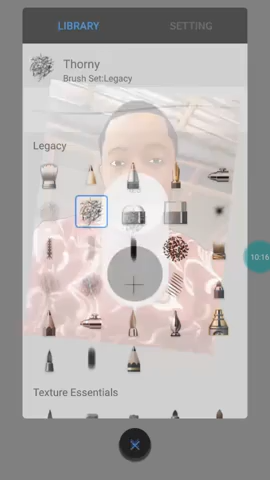 LIBRARY SETTING
Thorny
Brush Set:Legacy
Legacy
10:16
Texture Essentials